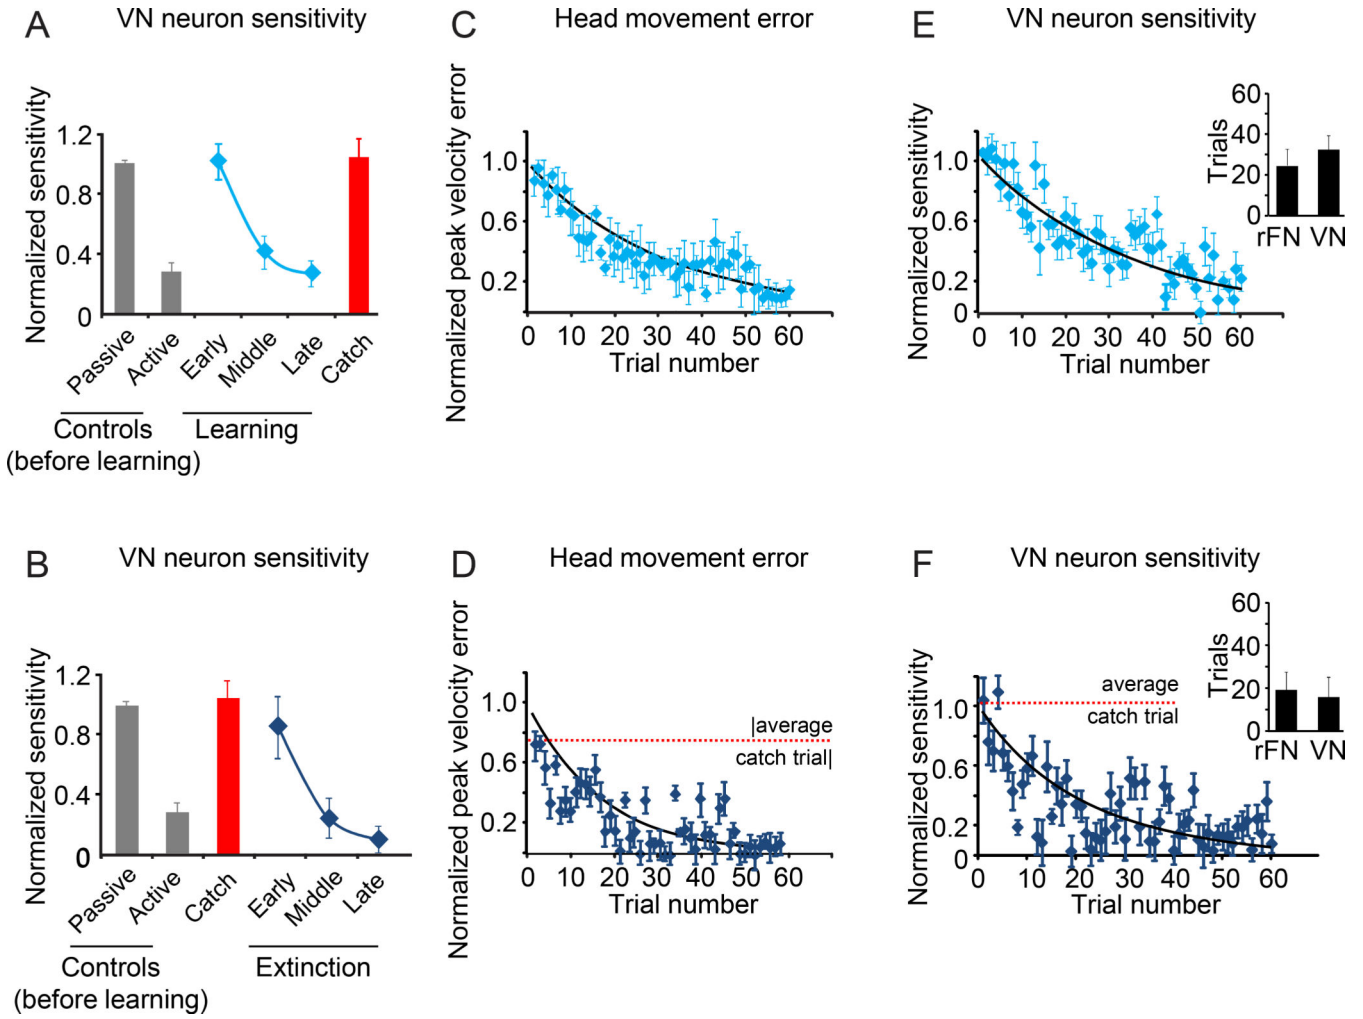 A
VN neuron sensitivity
Normalized sensitivity
1.2
0.8
0.4
0
Passive
Active
Early
Middle
Late
Catch
Controls
(before learning)
Learning
C
Head movement error
Normalized peak velocity error
1.0
0.6
0.2
0 10 20 30 40 50 60
Trial number
E
VN neuron sensitivity
Normalized sensitivity
1.0
0.6
0.2
0
0 10 20 30 40 50 60
Trial number
Trials
60
40
20
0
rFN VN
B
VN neuron sensitivity
Normalized sensitivity
1.2
0.8
0.4
0
Passive
Active
Catch
Early
Middle
Late
Controls
(before learning)
Extinction
D
Head movement error
Normalized peak velocity error
1.0
0.6
0.2
|average
catch trial|
0 10 20 30 40 50 60
Trial number
F
VN neuron sensitivity
Normalized sensitivity
1.0
0.6
0.2
0
average
catch trial
0 10 20 30 40 50 60
Trial number
Trials
60
40
20
0
rFN VN